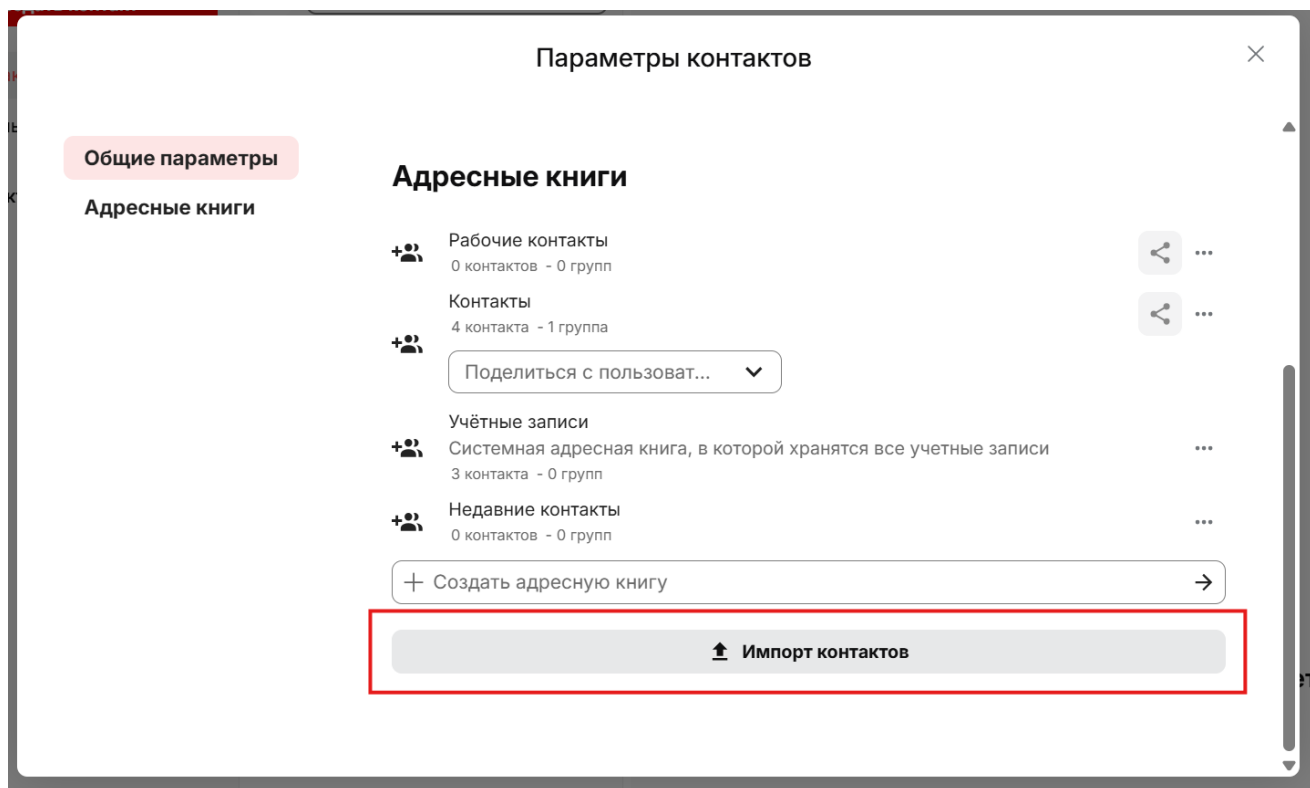 Параметры контактов
Общие параметры
Адресные книги
Адресные книги
Рабочие контакты
0 контактов - 0 групп
Контакты
4 контакта - 1 группа
Поделиться с пользоват...
Учётные записи
Системная адресная книга, в которой хранятся все учетные записи
3 контакта - 0 групп
Недавние контакты
0 контактов - 0 групп
Создать адресную книгу
Импорт контактов